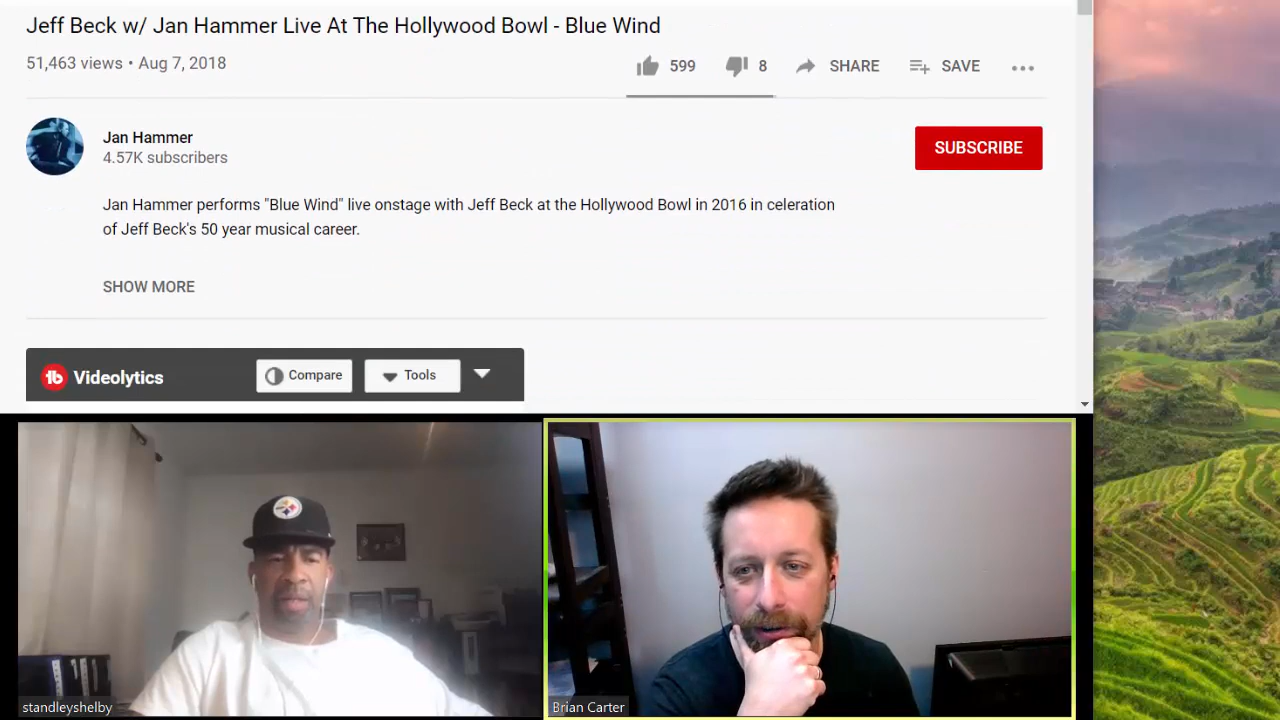 Jeff Beck w/ Jan Hammer Live At The Hollywood Bowl - Blue Wind
51,463 views • Aug 7, 2018
599 8 SHARE SAVE
Jan Hammer
4.57K subscribers
SUBSCRIBE
Jan Hammer performs "Blue Wind" live onstage with Jeff Beck at the Hollywood Bowl in 2016 in celeration
of Jeff Beck's 50 year musical career.
SHOW MORE
tb Videolytics Compare Tools
standleyshelby
Brian Carter